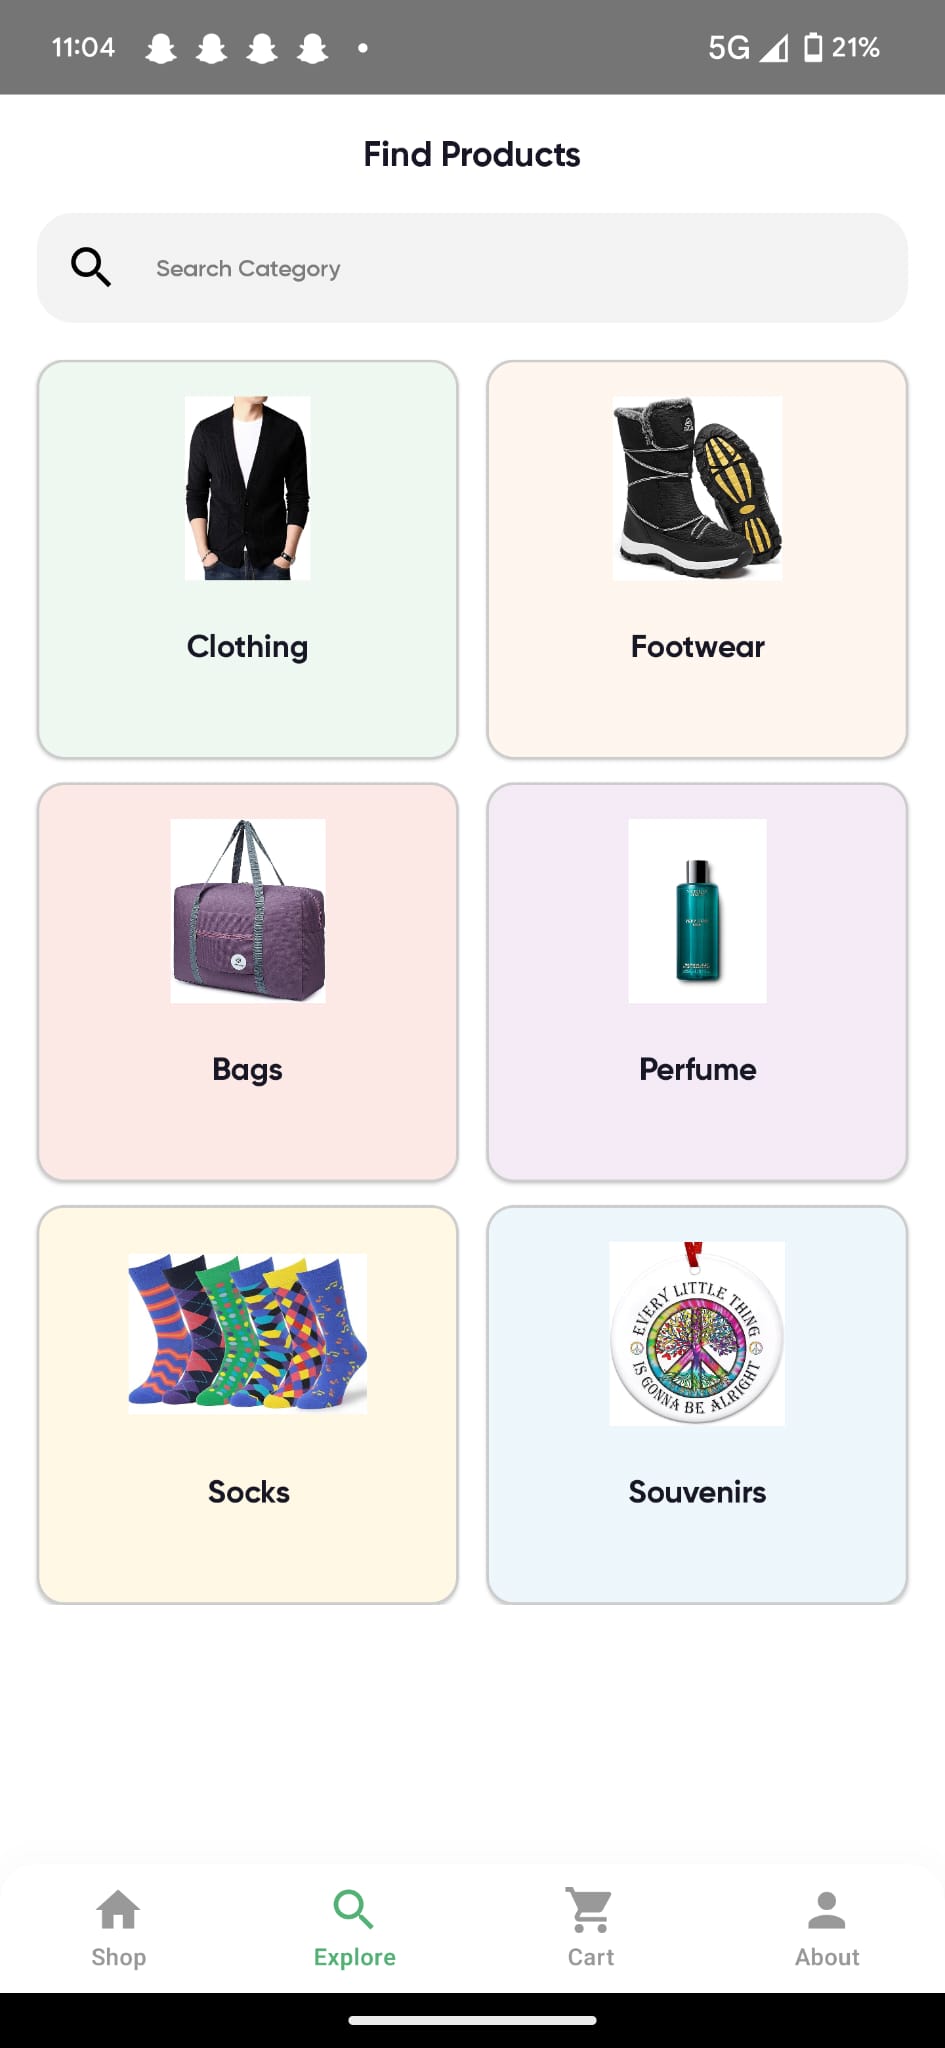 11:04
5G 21%
Find Products
Search Category
Clothing
Footwear
Bags
Perfume
EVERY LITTLE THING
IS GONNA BE ALRIGHT
Socks
Souvenirs
Shop
Explore
Cart
About